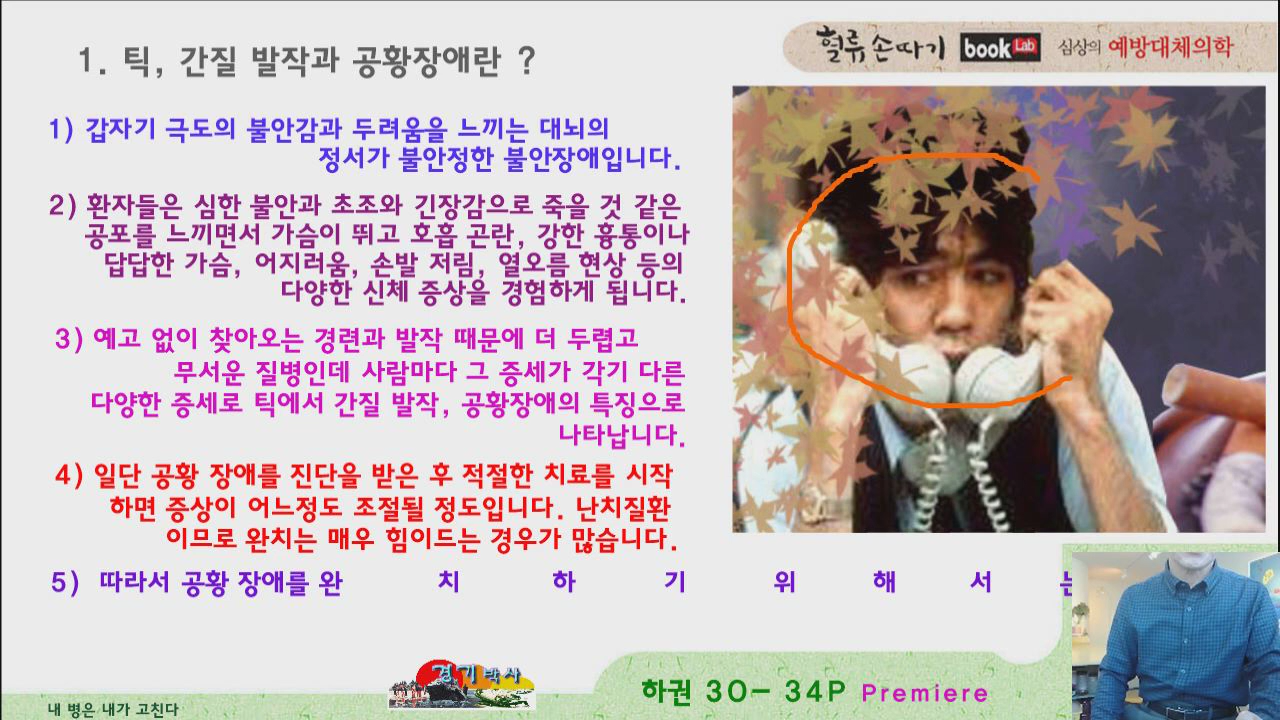 1. 틱, 간질 발작과 공황장애란 ?
혈류손따기 book Lab 심상의 예방대체의학
1) 갑자기 극도의 불안감과 두려움을 느끼는 대뇌의
정서가 불안정한 불안장애입니다.
2) 환자들은 심한 불안과 초조와 긴장감으로 죽을 것 같은
공포를 느끼면서 가슴이 뛰고 호흡 곤란, 강한 흉통이나
답답한 가슴, 어지러움, 손발 저림, 열오름 현상 등의
다양한 신체 증상을 경험하게 됩니다.
3) 예고 없이 찾아오는 경련과 발작 때문에 더 두렵고
무서운 질병인데 사람마다 그 증세가 각기 다른
다양한 증세로 틱에서 간질 발작, 공황장애의 특징으로
나타납니다.
4) 일단 공황 장애를 진단을 받은 후 적절한 치료를 시작
하면 증상이 어느정도 조절될 정도입니다. 난치질환
이므로 완치는 매우 힘이드는 경우가 많습니다.
5) 따라서 공황 장애를 완 치 하 기 위 해 서 는
경기박사
하권 30- 34P Premiere
내 병은 내가 고친다